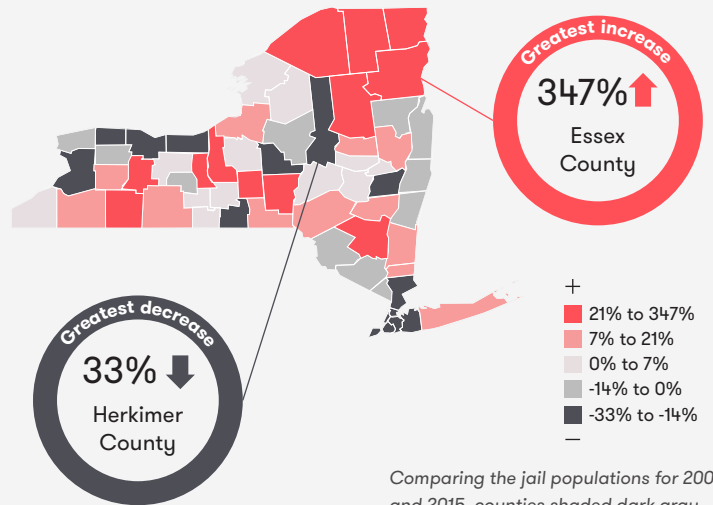 Greatest increase
347%
Essex
County
Greatest decrease
33%
Herkimer
County
+
21% to 347%
7% to 21%
0% to 7%
-14% to 0%
-33% to -14%
–
Comparing the jail populations for
and 2015, counties shaded dark gray